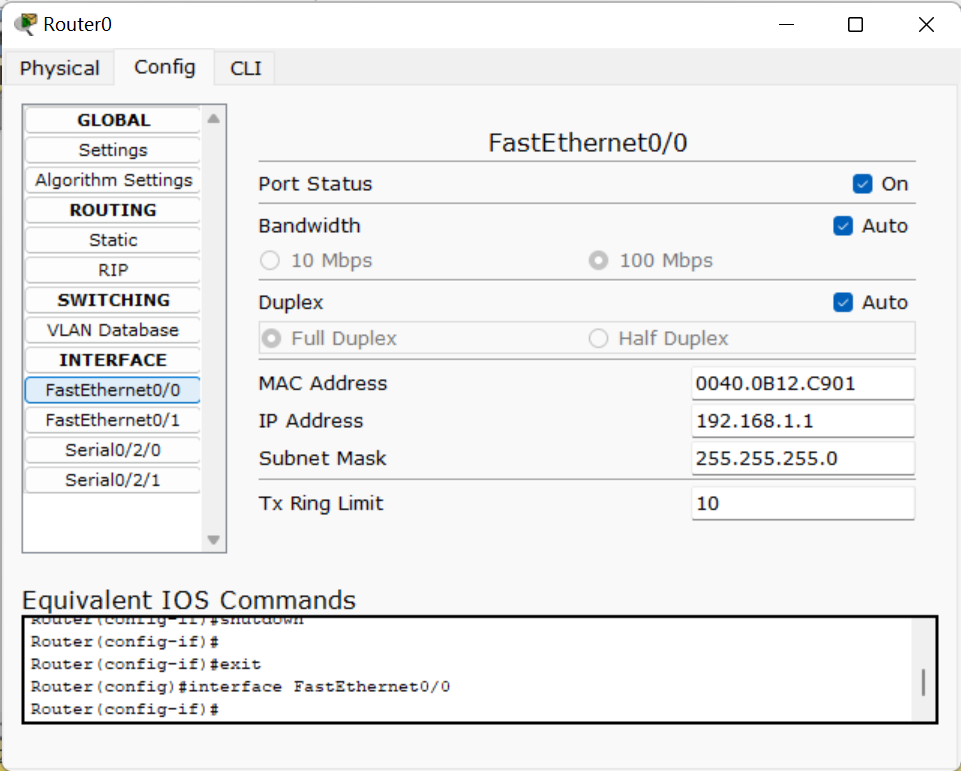 Router0
Physical Config CLI
GLOBAL
Settings
Algorithm Settings
ROUTING
Static
RIP
SWITCHING
VLAN Database
INTERFACE
FastEthernet0/0
FastEthernet0/1
Serial0/2/0
Serial0/2/1
FastEthernet0/0
Port Status On
Bandwidth Auto
10 Mbps 100 Mbps
Duplex Auto
Full Duplex Half Duplex
MAC Address 0040.0B12.C901
IP Address 192.168.1.1
Subnet Mask 255.255.255.0
Tx Ring Limit 10
Equivalent IOS Commands
Router(config-if)#shutdown
Router(config-if)#
Router(config-if)#exit
Router(config)#interface FastEthernet0/0
Router(config-if)#